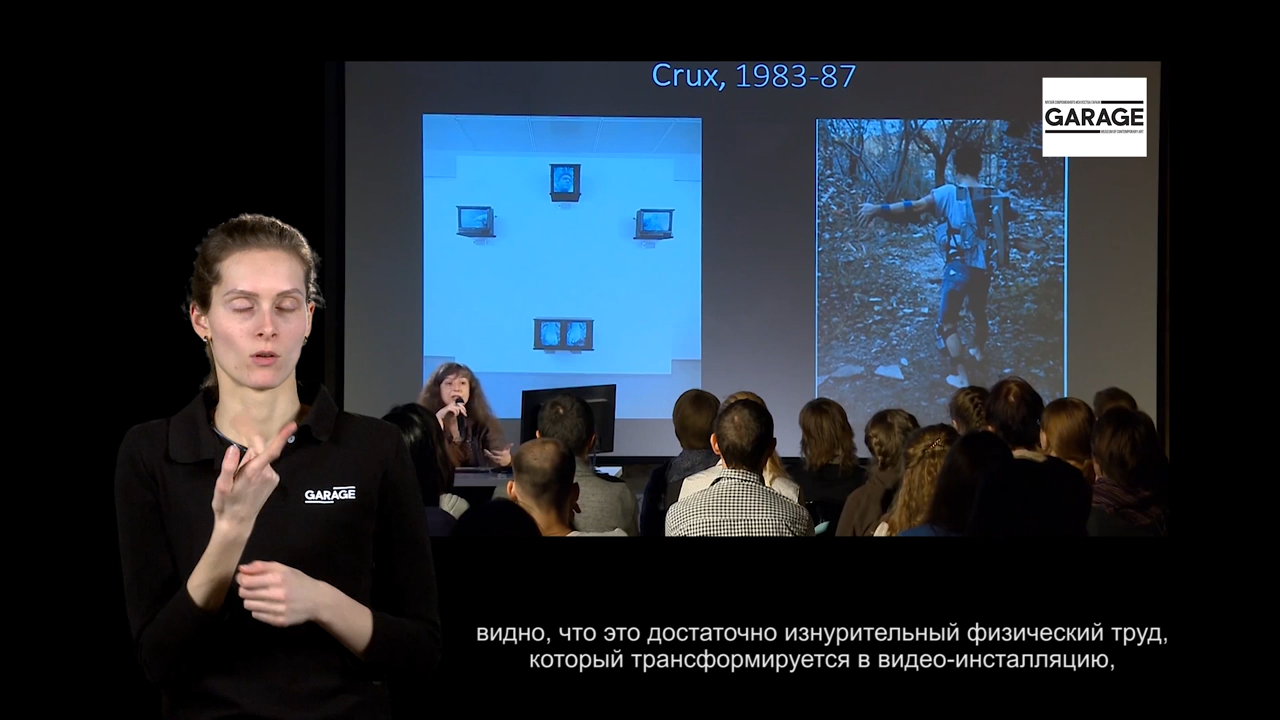 Crux, 1983-87
GARAGE
GARAGE
видно, что это достаточно изнурительный физический труд,
который трансформируется в видео-инсталляцию,